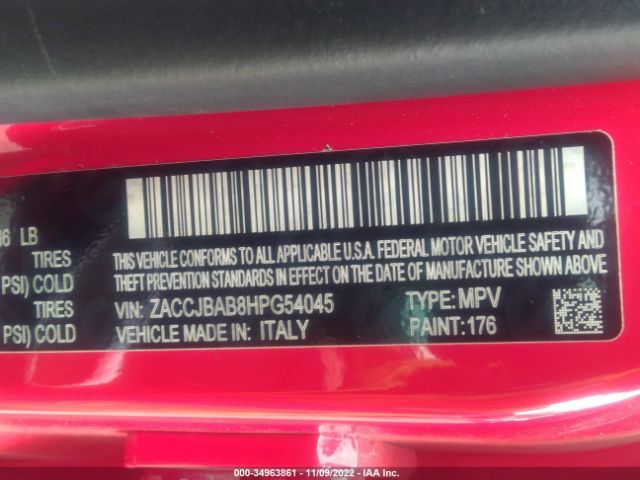 06 LB
TIRES
PSI) COLD
TIRES
PSI) COLD
THIS VEHICLE CONFORMS TO ALL APPLICABLE U.S.A. FEDERAL MOTOR VEHICLE SAFETY AND
THEFT PREVENTION STANDARDS IN EFFECT ON THE DATE OF MANUFACTURE SHOWN ABOVE
VIN: ZACCJBAB8HPG54045 TYPE: MPV
VEHICLE MADE IN: ITALY PAINT: 176
000-34963861 - 11/09/2022 - IAA Inc.